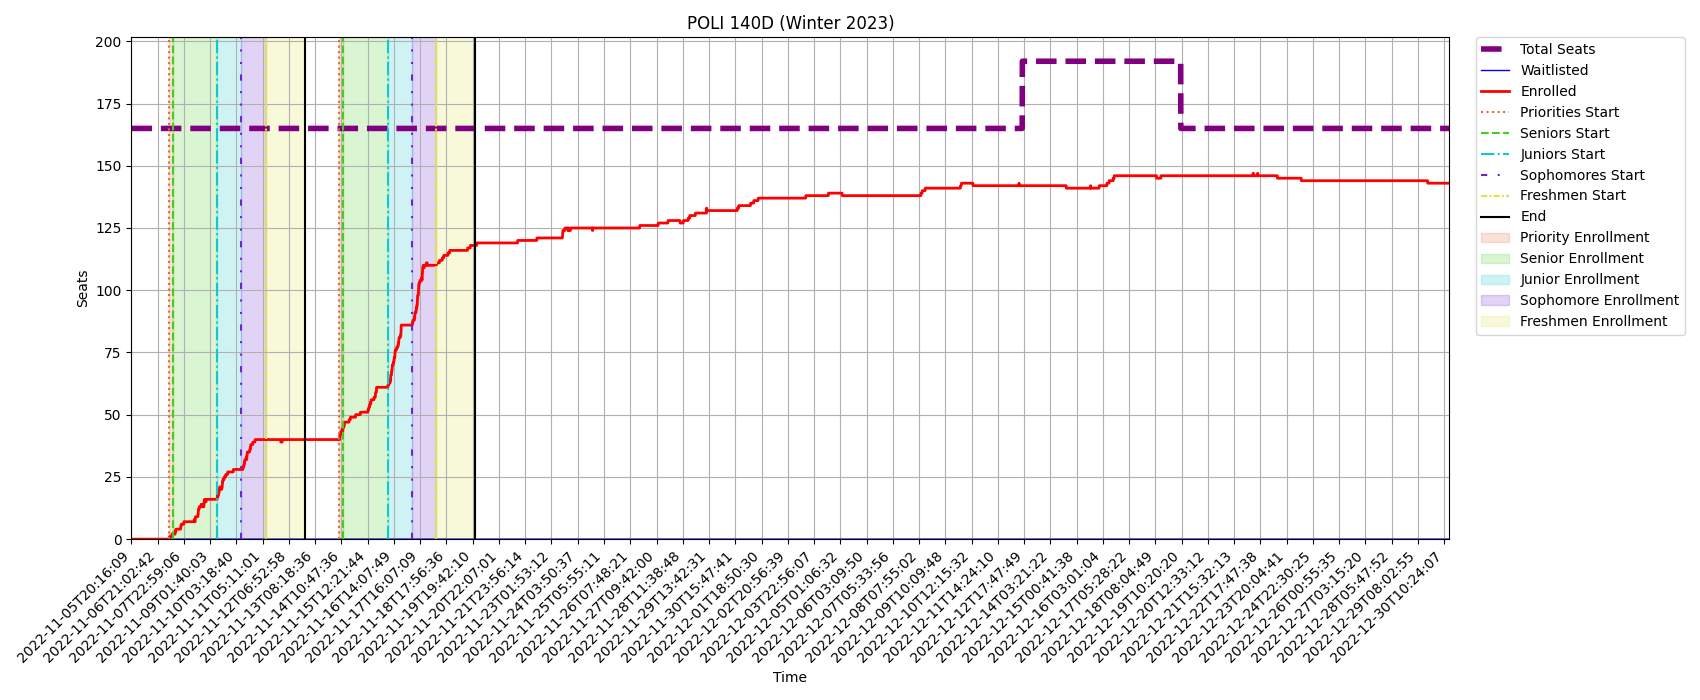 POLI 140D (Winter 2023)
200
175
150
125
100
75
50
25
0
Seats
2022-11-05T20:16:09
2022-11-06T21:02:42
2022-11-07T22:59:06
2022-11-09T01:40:03
2022-11-10T03:18:40
2022-11-11T05:11:01
2022-11-12T06:52:58
2022-11-13T08:18:36
2022-11-14T10:47:36
2022-11-15T12:21:44
2022-11-16T14:07:49
2022-11-17T16:07:09
2022-11-18T17:56:36
2022-11-19T19:42:10
2022-11-20T22:07:01
2022-11-21T23:56:14
2022-11-23T01:53:12
2022-11-24T03:50:37
2022-11-25T05:55:11
2022-11-26T07:48:21
2022-11-27T09:42:00
2022-11-28T11:38:48
2022-11-29T13:42:31
2022-11-30T15:47:41
2022-12-01T18:50:30
2022-12-02T20:56:39
2022-12-03T22:56:07
2022-12-05T01:06:32
2022-12-06T03:09:50
2022-12-07T05:33:56
2022-12-08T07:55:02
2022-12-09T10:09:48
2022-12-10T12:15:32
2022-12-11T14:24:10
2022-12-12T17:47:49
2022-12-14T03:21:22
2022-12-15T00:41:38
2022-12-16T03:01:04
2022-12-17T05:28:22
2022-12-18T08:04:49
2022-12-19T10:20:20
2022-12-20T12:33:12
2022-12-21T15:32:13
2022-12-22T17:47:38
2022-12-23T20:04:41
2022-12-24T22:30:25
2022-12-26T00:55:35
2022-12-27T03:15:20
2022-12-28T05:47:52
2022-12-29T08:02:55
2022-12-30T10:24:07
Time
Total Seats
Waitlisted
Enrolled
Priorities Start
Seniors Start
Juniors Start
Sophomores Start
Freshmen Start
End
Priority Enrollment
Senior Enrollment
Junior Enrollment
Sophomore Enrollment
Freshmen Enrollment